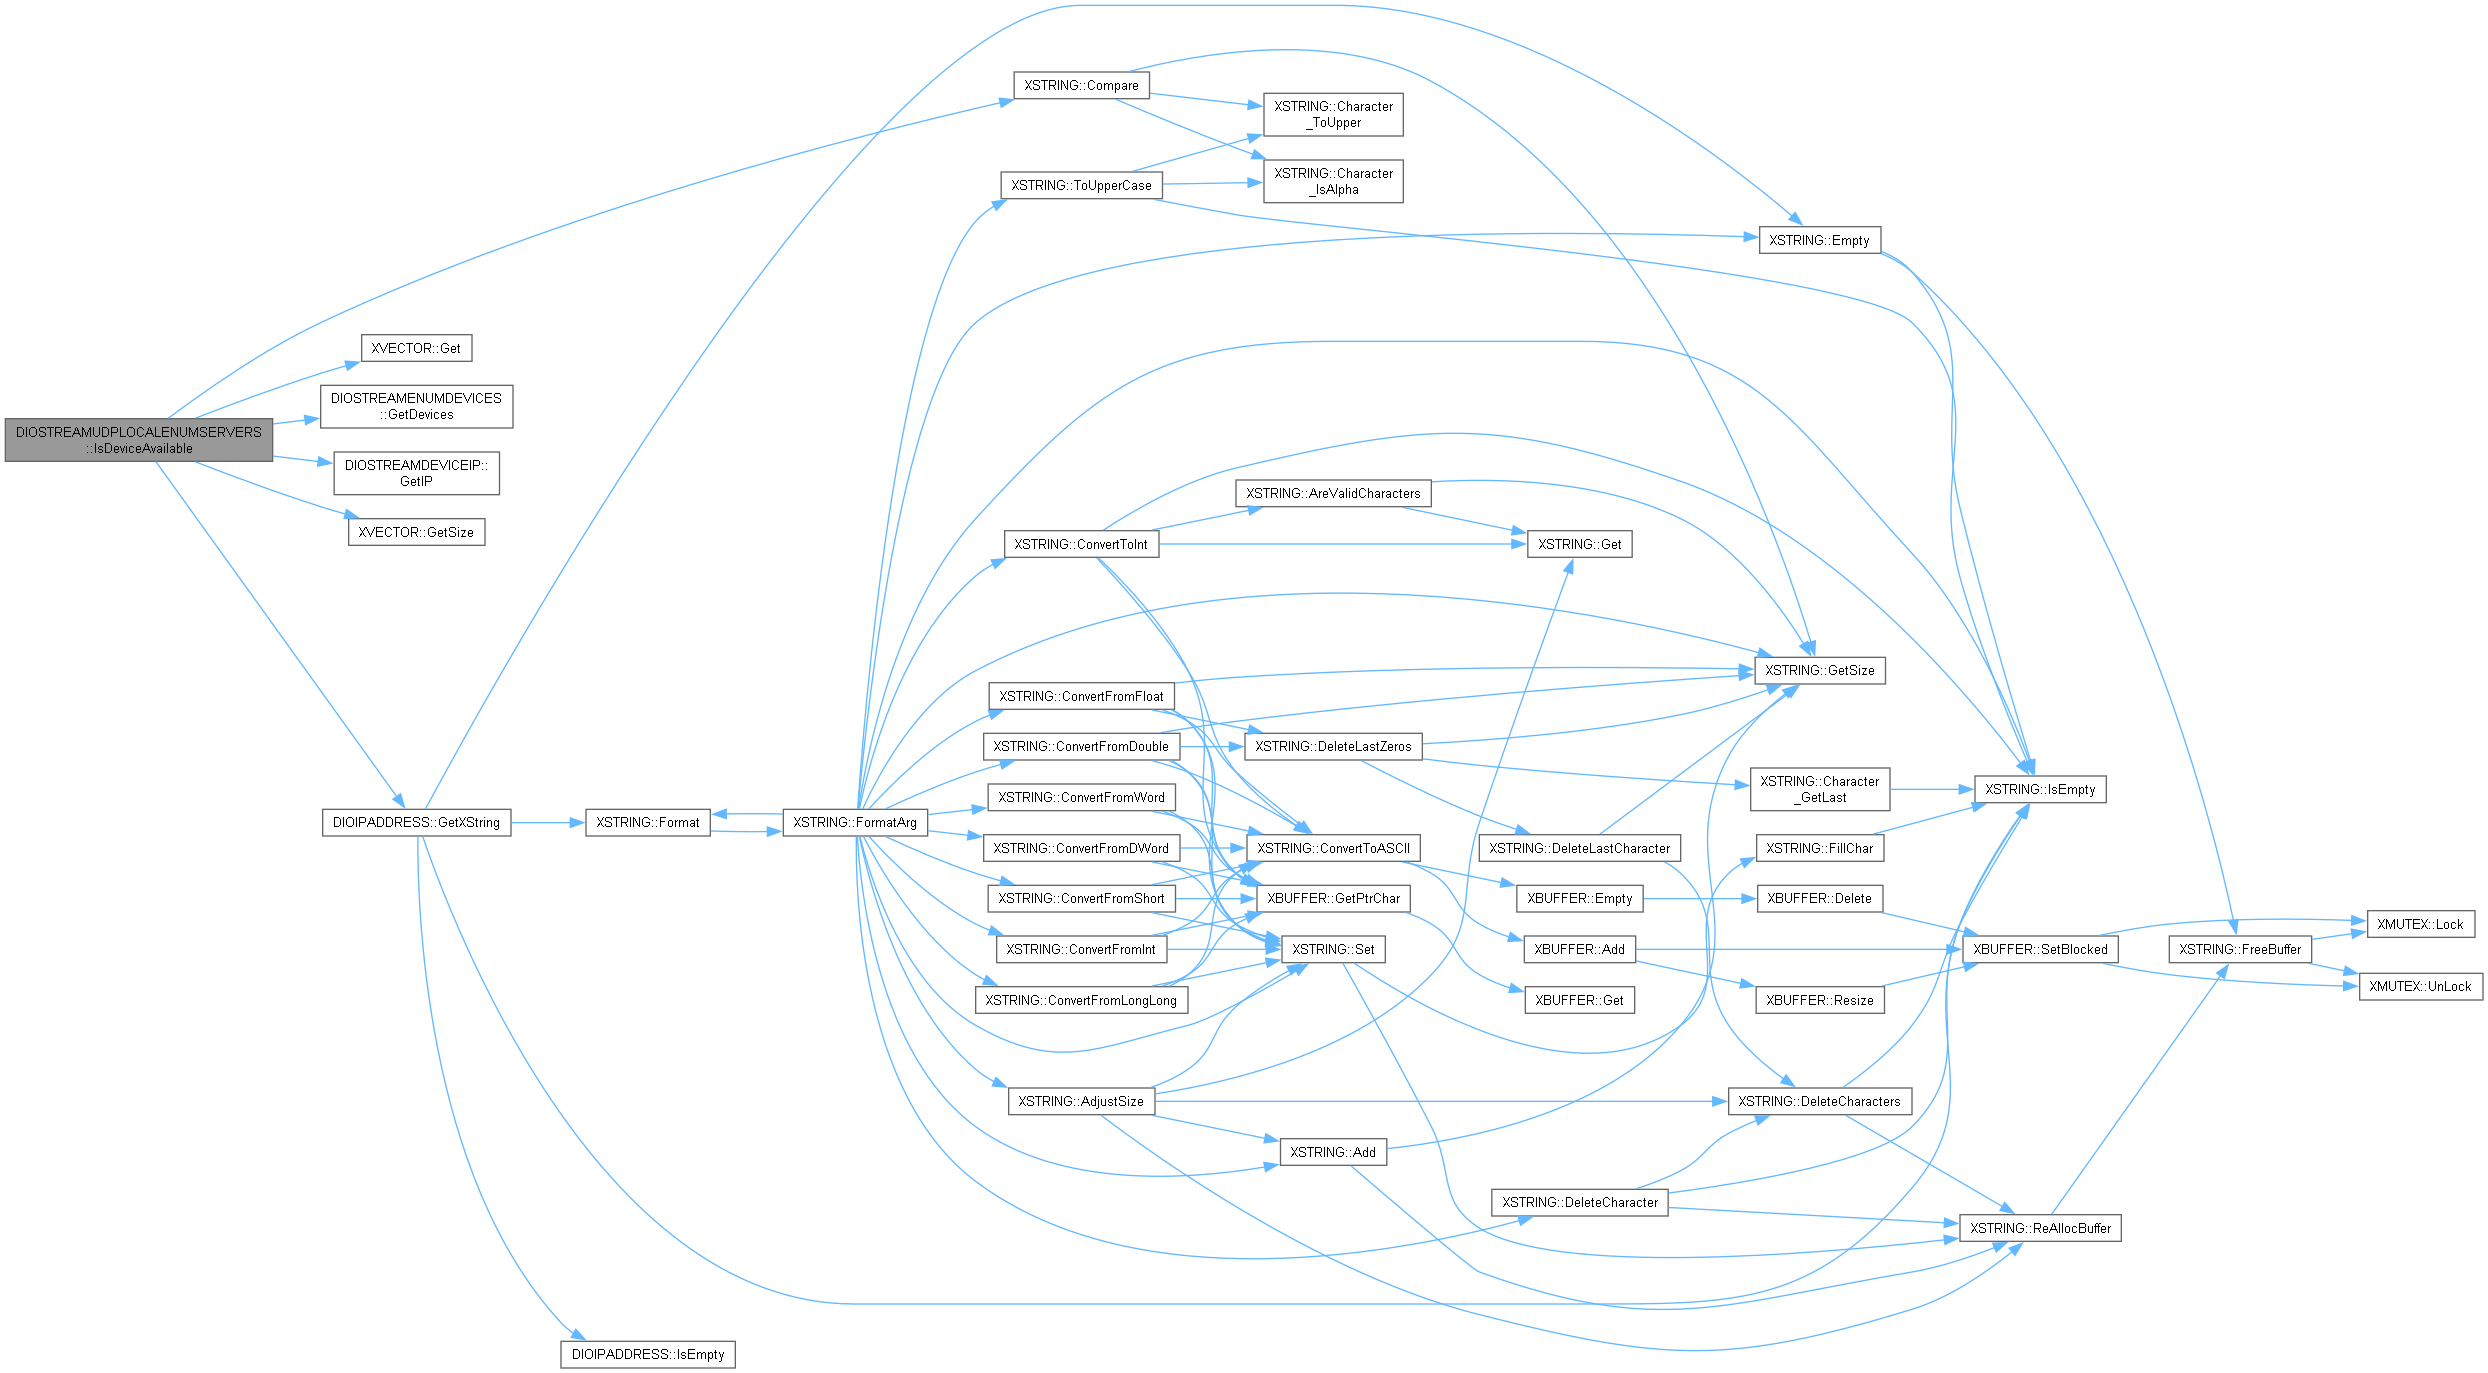 DIOSTREAMUDPLOCALENUMSERVERS
::IsDeviceAvailable
XVECTOR::Get
DIOSTREAMENUMDEVICES
::GetDevices
DIOSTREAMDEVICEIP::
GetIP
XVECTOR::GetSize
DIOIPADDRESS::GetXString
XSTRING::Format
DIOIPADDRESS::IsEmpty
XSTRING::FormatArg
XSTRING::Compare
XSTRING::ToUpperCase
XSTRING::ConvertToInt
XSTRING::ConvertFromFloat
XSTRING::ConvertFromDouble
XSTRING::ConvertFromWord
XSTRING::ConvertFromDWord
XSTRING::ConvertFromShort
XSTRING::ConvertFromInt
XSTRING::ConvertFromLongLong
XSTRING::AdjustSize
XSTRING::Character
_ToUpper
XSTRING::Character
_IsAlpha
XSTRING::AreValidCharacters
XSTRING::DeleteLastZeros
XSTRING::ConvertToASCII
XBUFFER::GetPtrChar
XSTRING::Set
XSTRING::Add
XSTRING::Get
XSTRING::DeleteLastCharacter
XBUFFER::Empty
XBUFFER::Add
XBUFFER::Get
XSTRING::DeleteCharacter
XSTRING::Empty
XSTRING::GetSize
XSTRING::Character
_GetLast
XSTRING::FillChar
XBUFFER::Delete
XBUFFER::Resize
XSTRING::DeleteCharacters
XSTRING::IsEmpty
XBUFFER::SetBlocked
XSTRING::ReAllocBuffer
XSTRING::FreeBuffer
XMUTEX::Lock
XMUTEX::UnLock